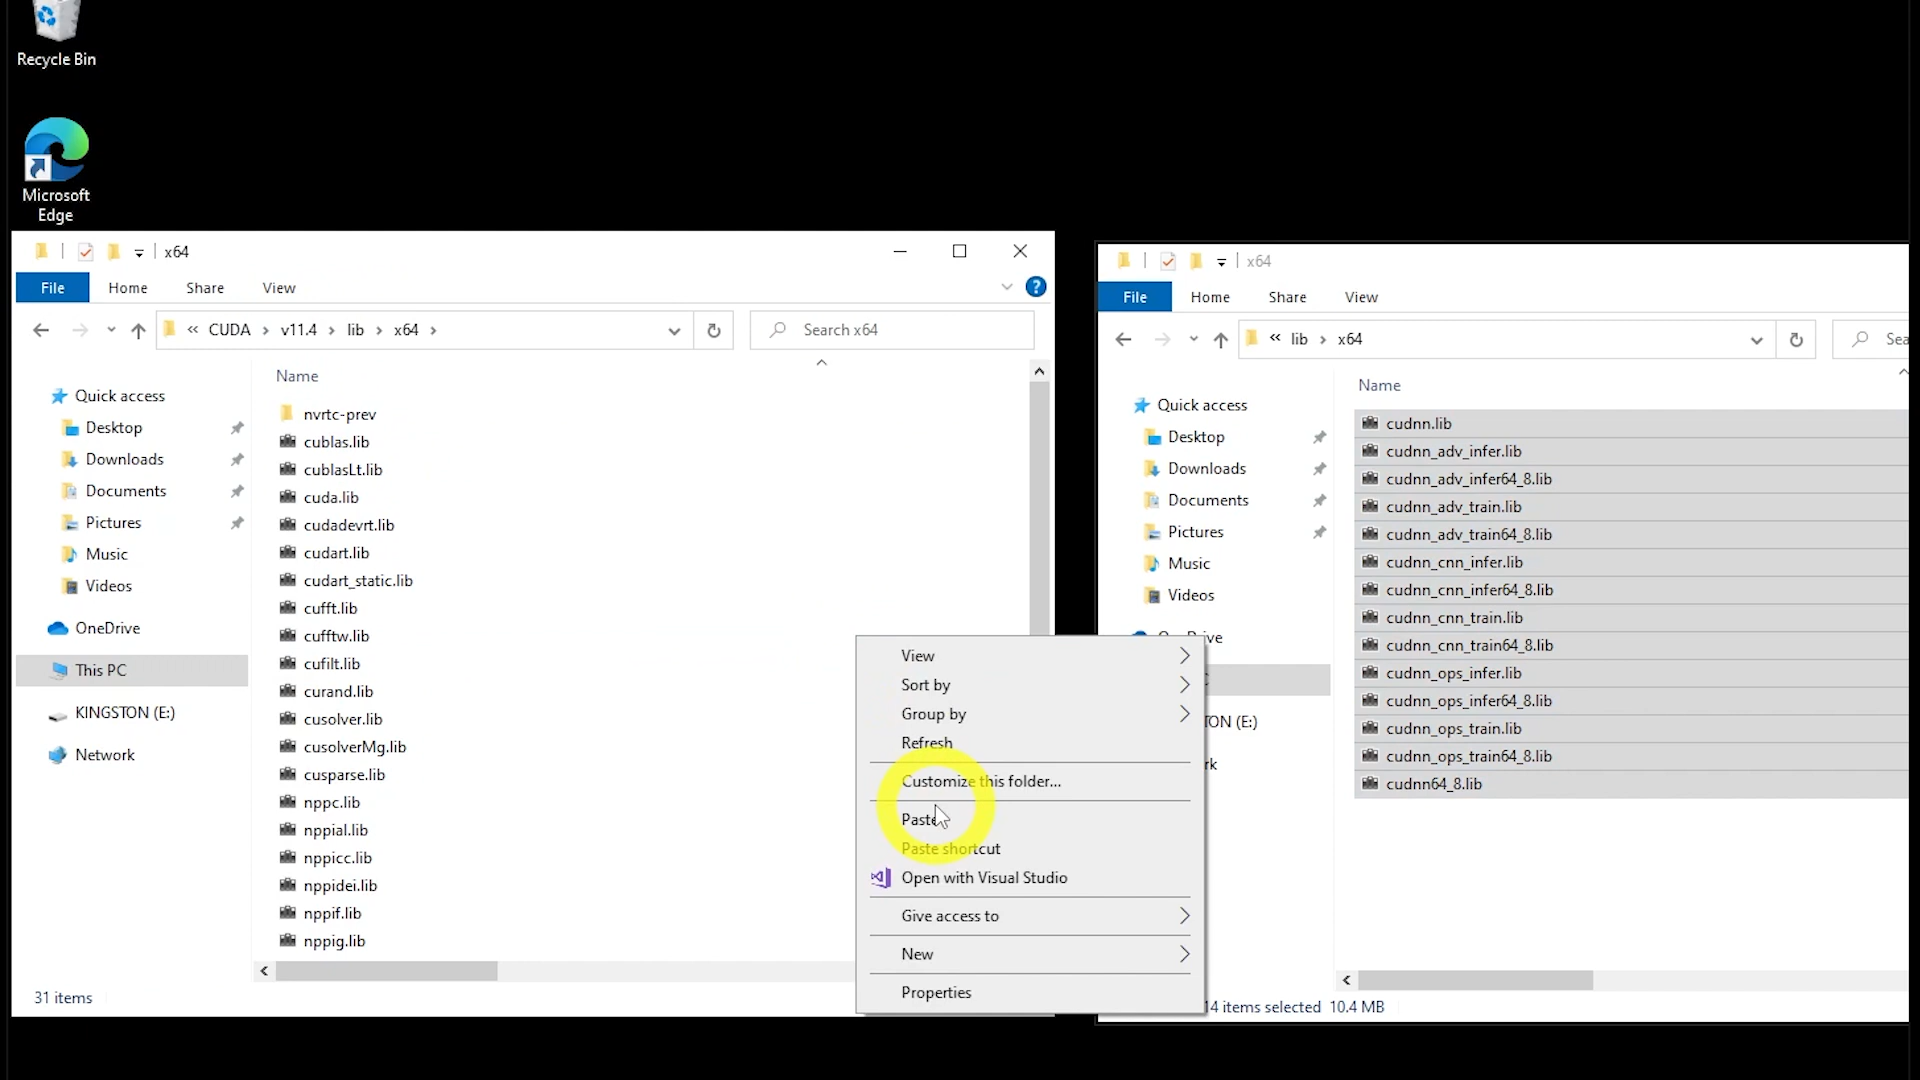 Recycle Bin
Microsoft
Edge
x64
File Home Share View
« CUDA › v11.4 › lib › x64 ›
Search x64
Quick access
Desktop
Downloads
Documents
Pictures
Music
Videos
OneDrive
This PC
KINGSTON (E:)
Network
Name
nvrtc-prev
cublas.lib
cublasLt.lib
cuda.lib
cudadevrt.lib
cudart.lib
cudart_static.lib
cufft.lib
cufftw.lib
cufilt.lib
curand.lib
cusolver.lib
cusolverMg.lib
cusparse.lib
nppc.lib
nppial.lib
nppicc.lib
nppidei.lib
nppif.lib
nppig.lib
31 items
View
Sort by
Group by
Refresh
Customize this folder...
Paste
Paste shortcut
Open with Visual Studio
Give access to
New
Properties
x64
File Home Share View
« lib › x64
Sea
Quick access
Desktop
Downloads
Documents
Pictures
Music
Videos
TON (E:)
rk
Name
cudnn.lib
cudnn_adv_infer.lib
cudnn_adv_infer64_8.lib
cudnn_adv_train.lib
cudnn_adv_train64_8.lib
cudnn_cnn_infer.lib
cudnn_cnn_infer64_8.lib
cudnn_cnn_train.lib
cudnn_cnn_train64_8.lib
cudnn_ops_infer.lib
cudnn_ops_infer64_8.lib
cudnn_ops_train.lib
cudnn_ops_train64_8.lib
cudnn64_8.lib
14 items selected 10.4 MB